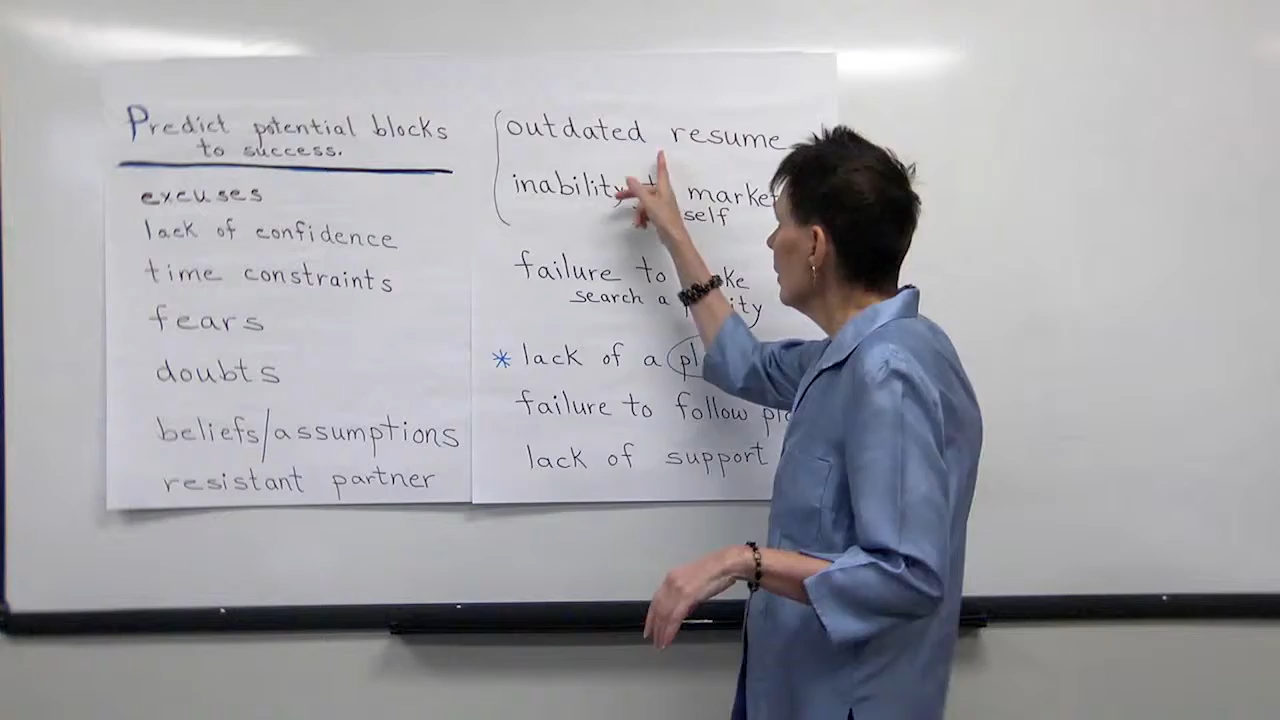 Predict potential blocks
to success.
excuses
lack of confidence
time constraints
fears
doubts
beliefs/assumptions
resistant partner
outdated resume
inability market
self
failure to
search a
* lack of a
failure to follow
lack of support